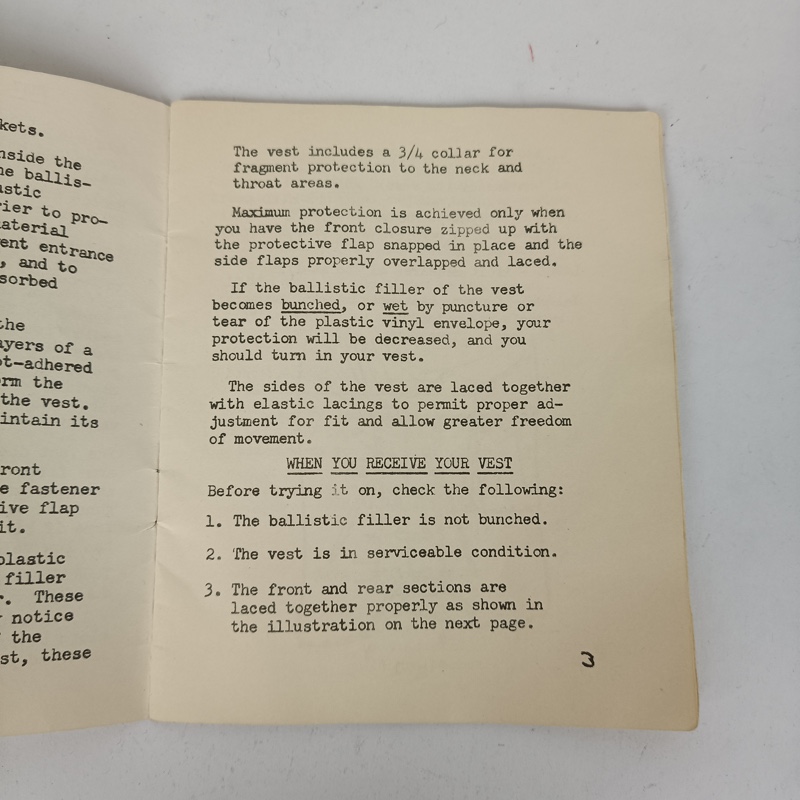 kets.
nside the
he ballis-
astic
rier to pro-
aterial
ent entrance
, and to
sorbed
the
ayers of a
ot-adhered
rm the
the vest.
intain its
ront
e fastener
ive flap
it.
plastic
filler
r. These
notice
the
st, these
The vest includes a 3/4 collar for
fragment protection to the neck and
throat areas.
Maximum protection is achieved only when
you have the front closure zipped up with
the protective flap snapped in place and the
side flaps properly overlapped and laced.
If the ballistic filler of the vest
becomes bunched, or wet by puncture or
tear of the plastic vinyl envelope, your
protection will be decreased, and you
should turn in your vest.
The sides of the vest are laced together
with elastic lacings to permit proper ad-
justment for fit and allow greater freedom
of movement.
WHEN YOU RECEIVE YOUR VEST
Before trying it on, check the following:
1. The ballistic filler is not bunched.
2. The vest is in serviceable condition.
3. The front and rear sections are
laced together properly as shown in
the illustration on the next page.
3